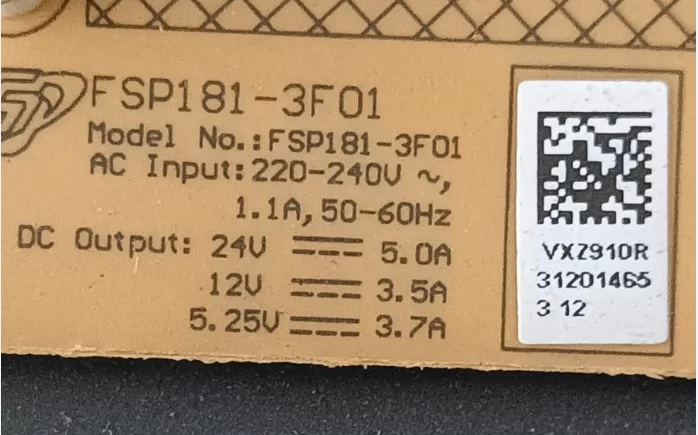 FSP181-3F01
Model No.:FSP181-3F01
AC Input:220-240V ~,
1.1A,50-60Hz
DC Output: 24V 5.0A
12V 3.5A
5.25V 3.7A
VXZ910R
31201465
3 12